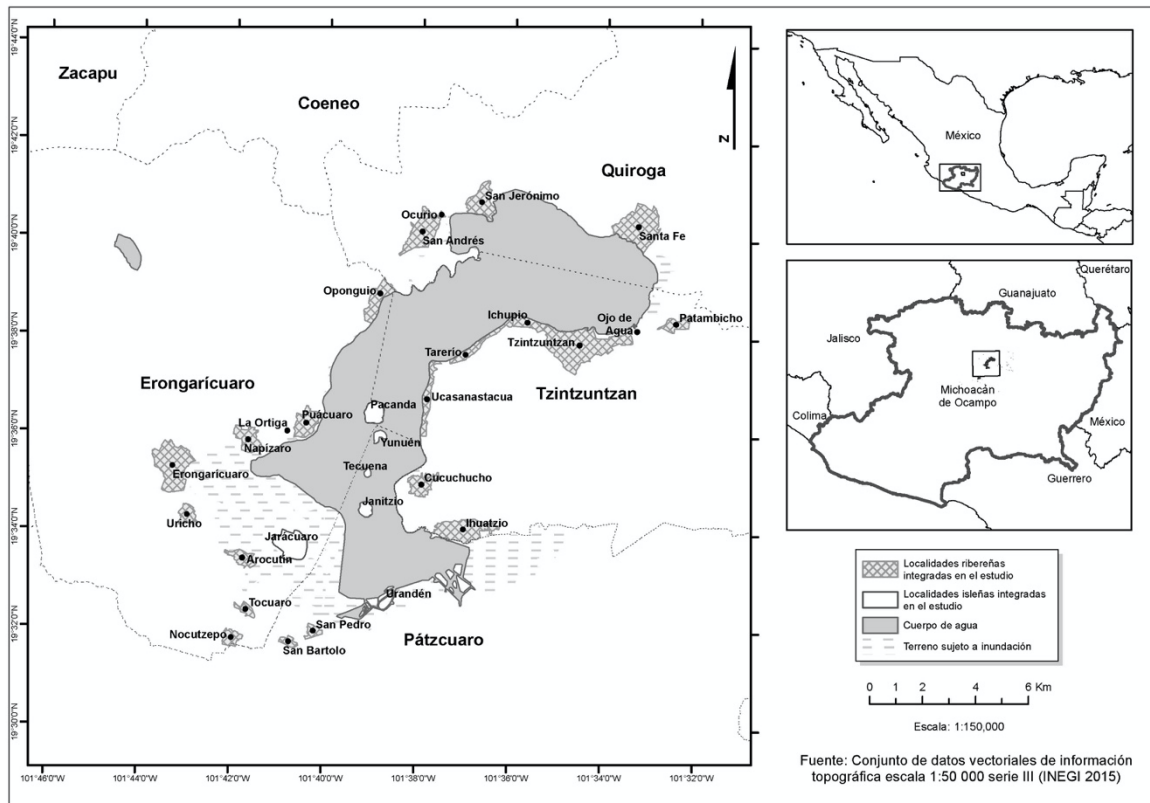 19°44'0"N
19°42'0"N
19°40'0"N
19°38'0"N
19°36'0"N
19°34'0"N
19°32'0"N
19°30'0"N
Zacapu
Coeneo
Quiroga
N
San Jerónimo
Ocurio
San Andrés
Santa Fe
Oponguio
Ichupio
Ojo de
Agua
Patambicho
Tzintzuntzan
Tarerio
Tzintzuntzan
Erongarícuaro
Ucasanastacua
Pacanda
Puácuaro
La Ortiga
Napízaro
Yunuén
Tecuena
Erongaricuaro
Cucuchucho
Janitzio
Uricho
Ihuatzio
Jarácuaro
Arocutin
Urandén
Tocuaro
San Pedro
Nocutzepo
San Bartolo
Pátzcuaro
101°46'0"W
101°44'0"W
101°42'0"W
101°40'0"W
101°38'0"W
101°36'0"W
101°34'0"W
101°32'0"W
México
Querétaro
Guanajuato
Jalisco
Michoacán
de Ocampo
Colima
México
Guerrero
Localidades ribereñas
integradas en el estudio
Localidades isleñas integradas
en el estudio
Cuerpo de agua
Terreno sujeto a inundación
0 1 2 4 6 Km
Escala: 1:150,000
Fuente: Conjunto de datos vectoriales de información
topográfica escala 1:50 000 serie III (INEGI 2015)